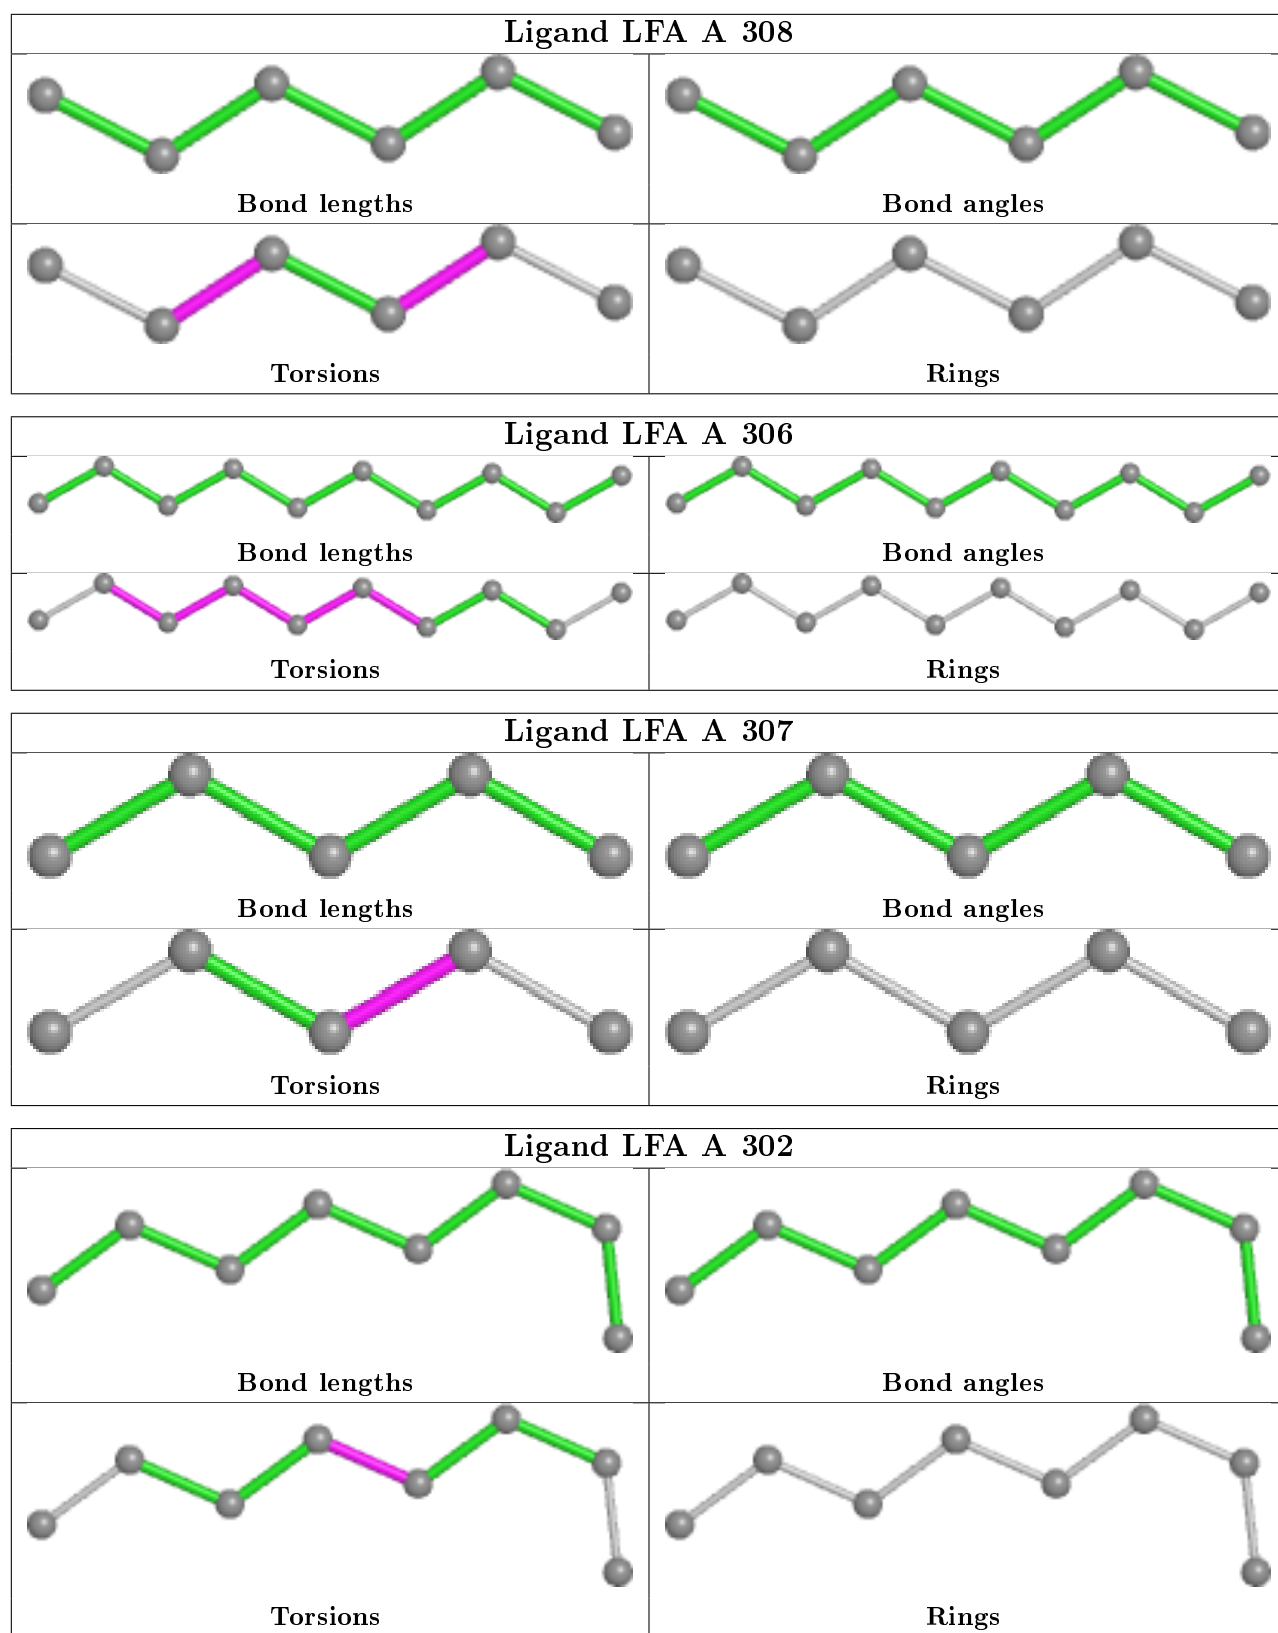 Ligand LFA A 308
Bond lengths
Bond angles
Torsions
Rings
Ligand LFA A 306
Bond lengths
Bond angles
Torsions
Rings
Ligand LFA A 307
Bond lengths
Bond angles
Torsions
Rings
Ligand LFA A 302
Bond lengths
Bond angles
Torsions
Rings